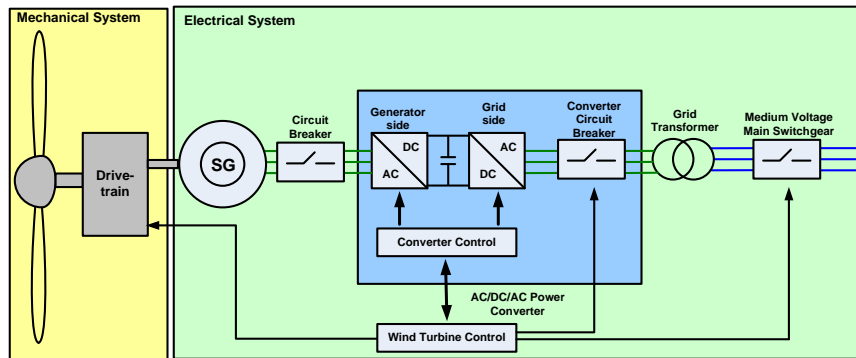 Mechanical System
Electrical System
Drive-
train
SG
Circuit
Breaker
Generator
side
DC
AC
Grid
side
AC
DC
Converter
Circuit
Breaker
Grid
Transformer
Medium Voltage
Main Switchgear
Converter Control
AC/DC/AC Power
Converter
Wind Turbine Control